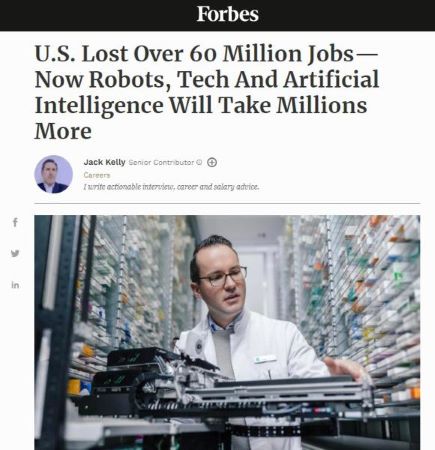 Forbes
U.S. Lost Over 60 Million Jobs—
Now Robots, Tech And Artificial
Intelligence Will Take Millions
More
Jack Kelly Senior Contributor
Careers
I write actionable interview, career and salary advice.